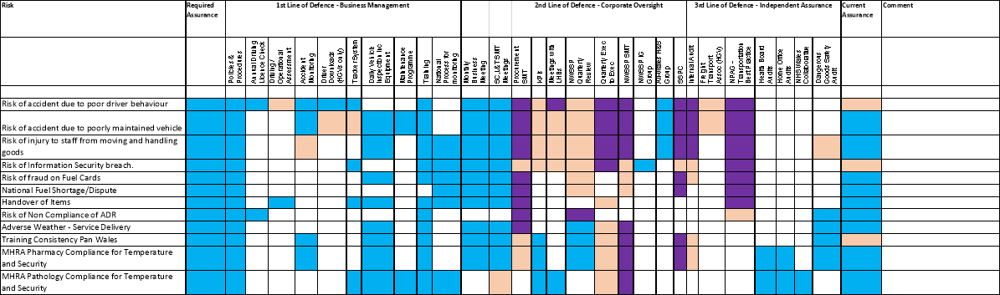 Risk
Required
Assurance
1st Line of Defence - Business Management
2nd Line of Defence - Corporate Oversight
3rd Line of Defence - Independent Assurance
Current
Assurance
Comment
Policies &
Procedures
Annual Driving
Licence Check
Driving/
Operational
Assessment
Accident
Monitoring
Driver
Downloads
(HGVs only)
Tracker System
Daily Vehicle
Inspection Inc
Equipment
Maintenance
Programme
Training
National
Process for
monitoring
Monthly
Business
Meeting
SC,L&T SMT
Meetings
Procurement
SMT
KPIs
Meetings with
LHBs
NWSSP
Quarterly
Review
Quarterly Exec
to Exec
NWSSP SMT
NWSSP IG
Group
All Wales H&S
Group
SSPC
Internal Audit
Freight
Transport
Assoc (HGV)
NPAG -
Transportation
Best Practice
Health Board
Audits
Home Office
Audits
NHS Wales
Collaborative
Dangerous
Goods Safety
Audit
Risk of accident due to poor driver behaviour
Risk of accident due to poorly maintained vehicle
Risk of injury to staff from moving and handling
goods
Risk of Information Security breach.
Risk of fraud on Fuel Cards
National Fuel Shortage/Dispute
Handover of Items
Risk of Non Compliance of ADR
Adverse Weather - Service Delivery
Training Consistency Pan Wales
MHRA Pharmacy Compliance for Temperature
and Security
MHRA Pathology Compliance for Temperature
and Security